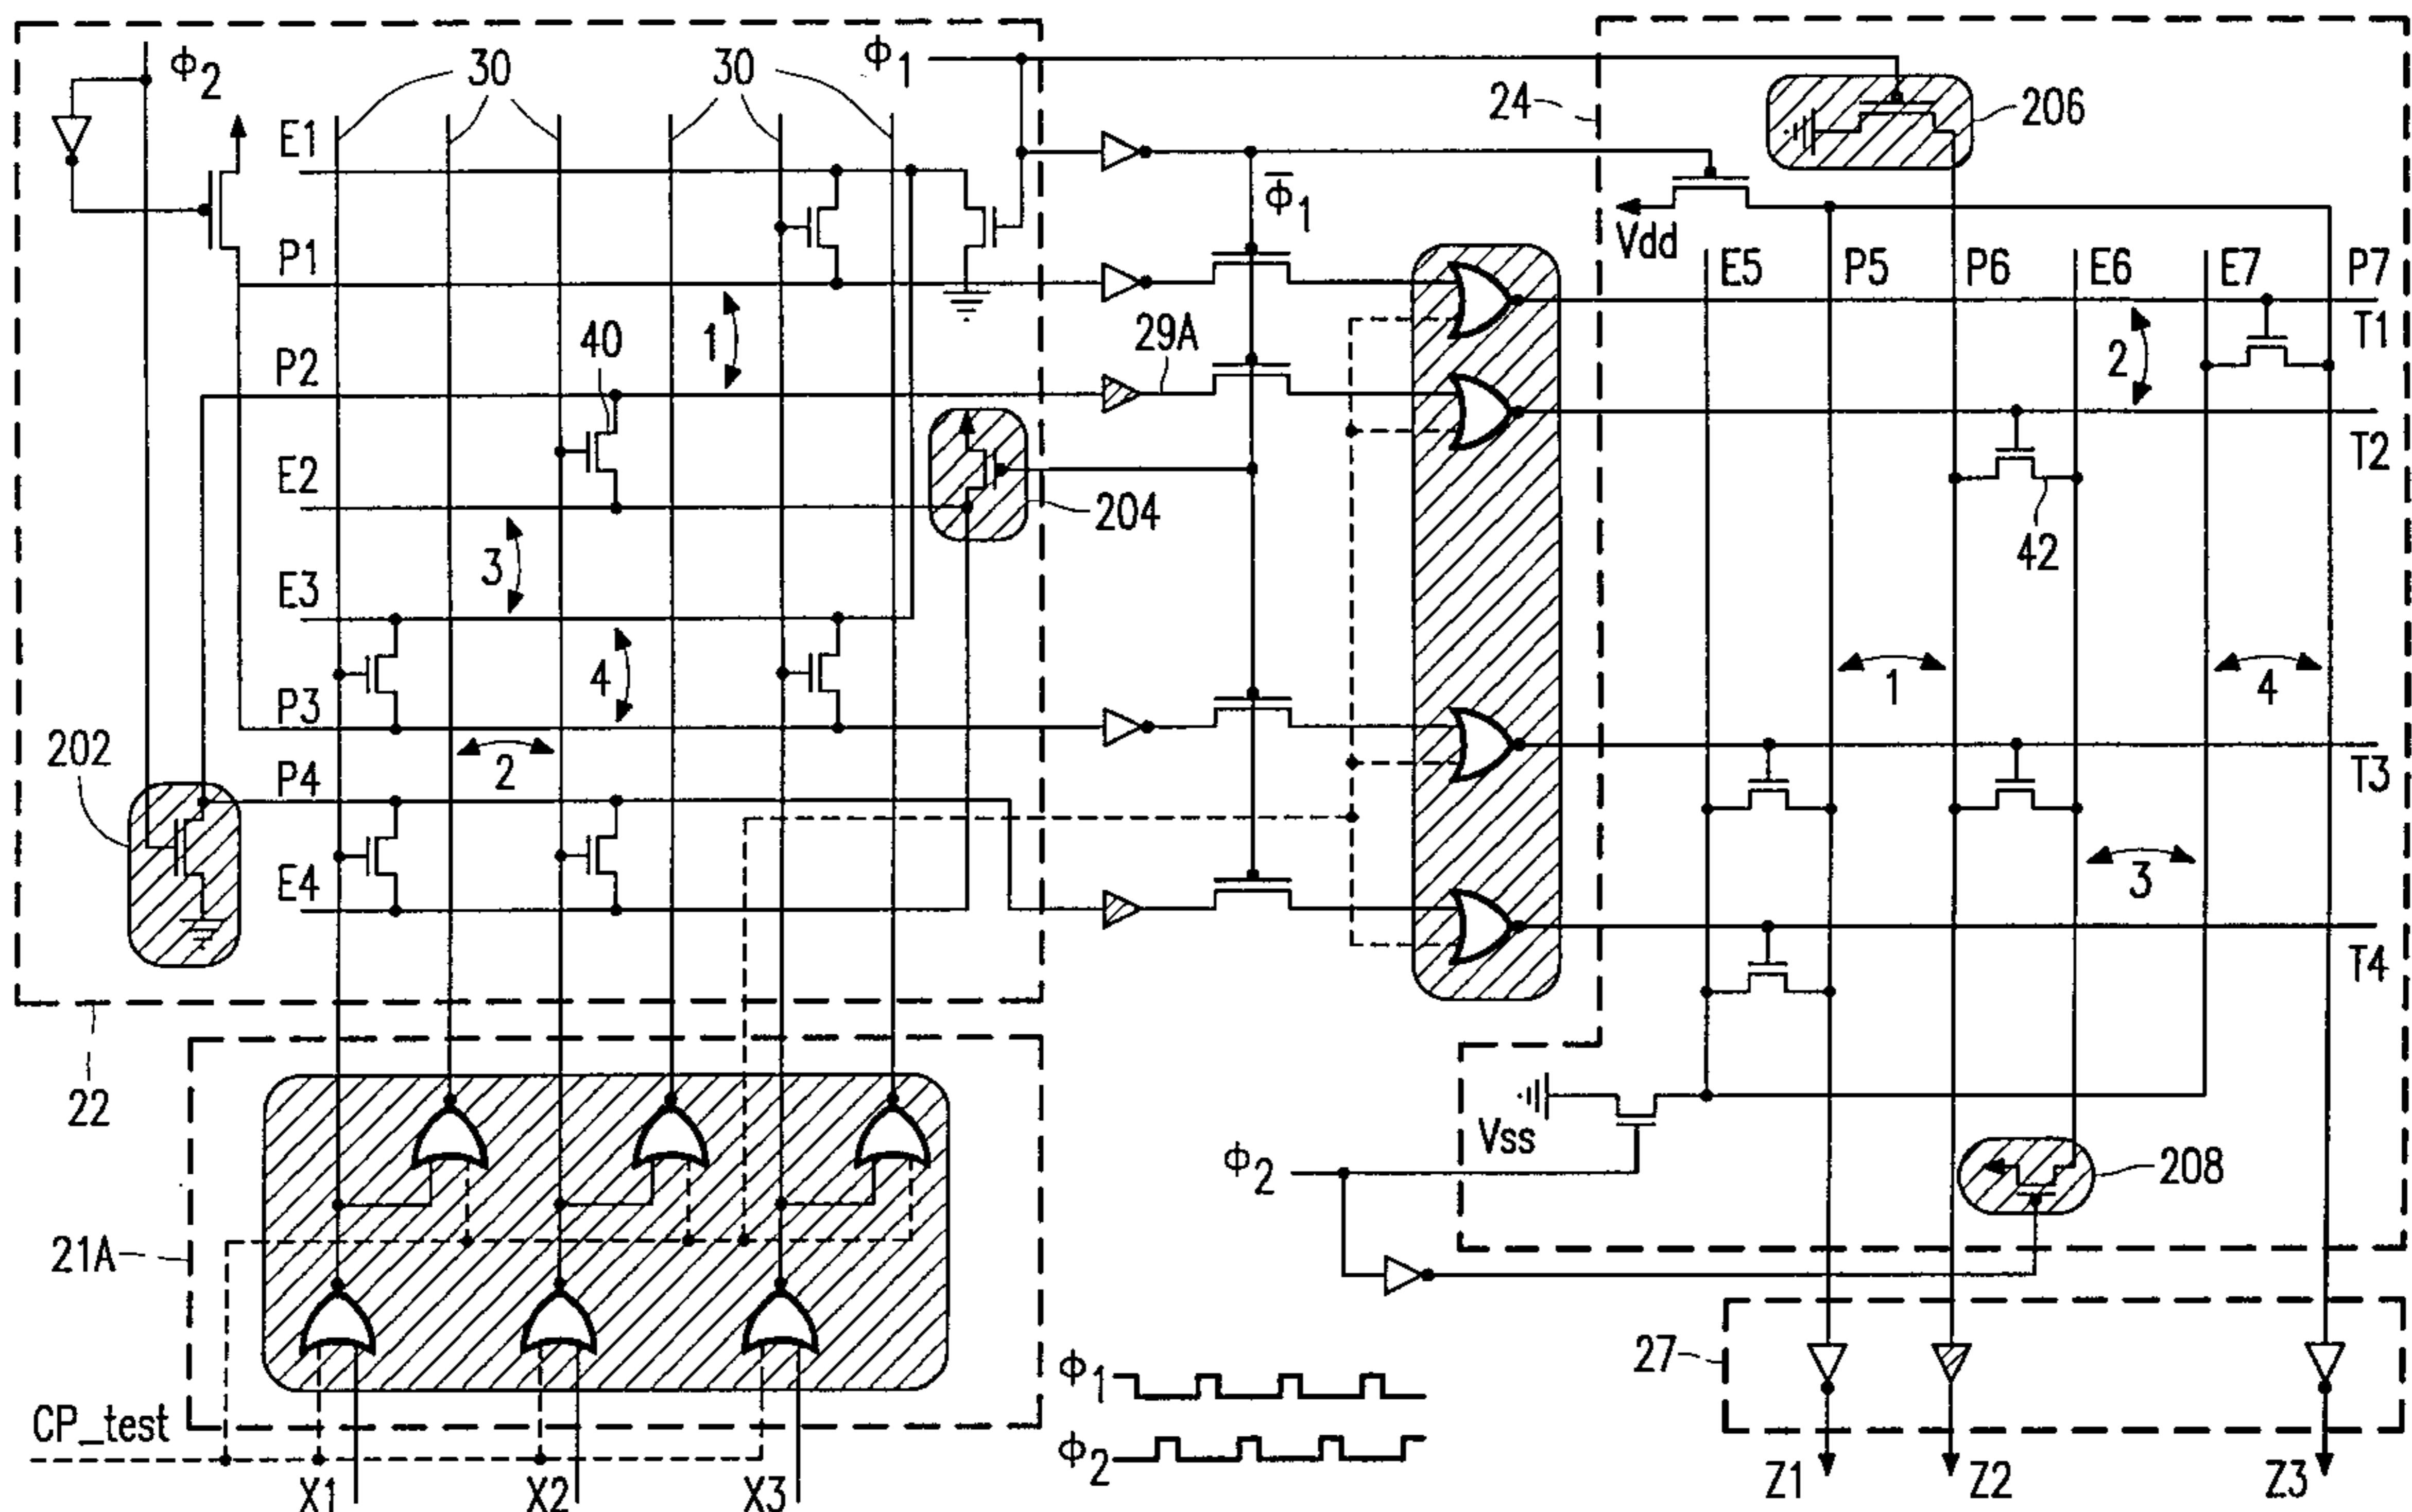 Φ2
30
30
Φ1
24
206
E1
Φ̅1
Vdd
E5
P5
P6
E6
E7
P7
P1
1
29A
2
T1
40
P2
T2
E2
204
42
3
E3
4
1
4
P3
T3
202
2
P4
3
E4
T4
22
Vss
Φ2
208
21A
27
Φ1
CP_test
Φ2
X1
X2
X3
Z1
Z2
Z3